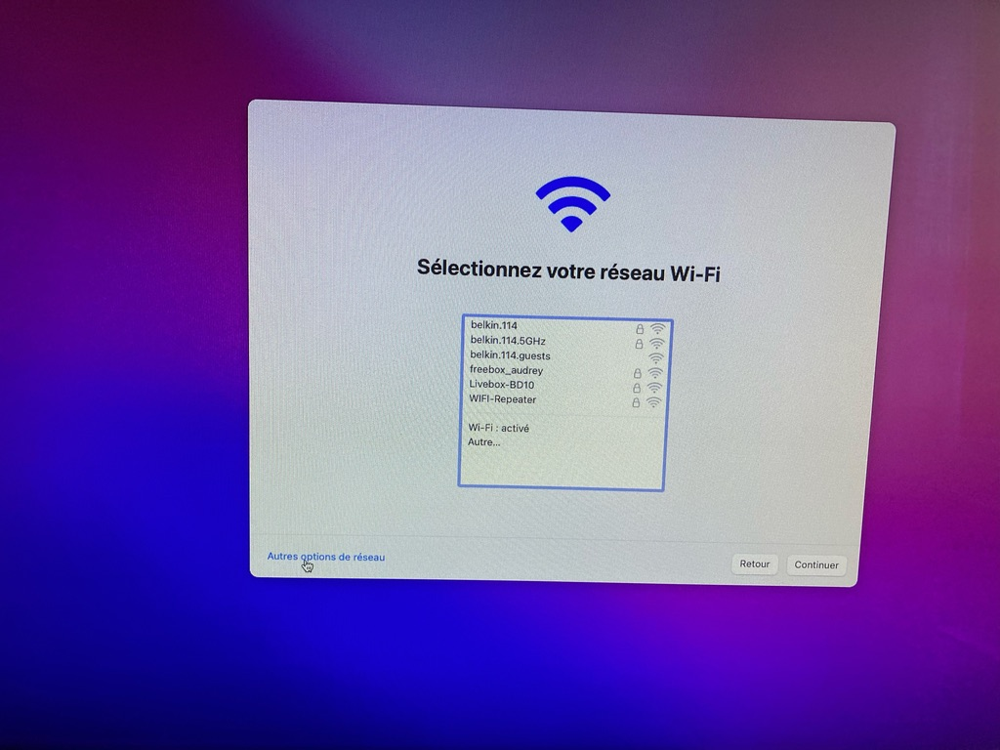 Sélectionnez votre réseau Wi-Fi
belkin.114
belkin.114.5GHz
belkin.114.guests
freebox_audrey
Livebox-BD10
WIFI-Repeater
Wi-Fi : activé
Autre...
Autres options de réseau
Retour
Continuer